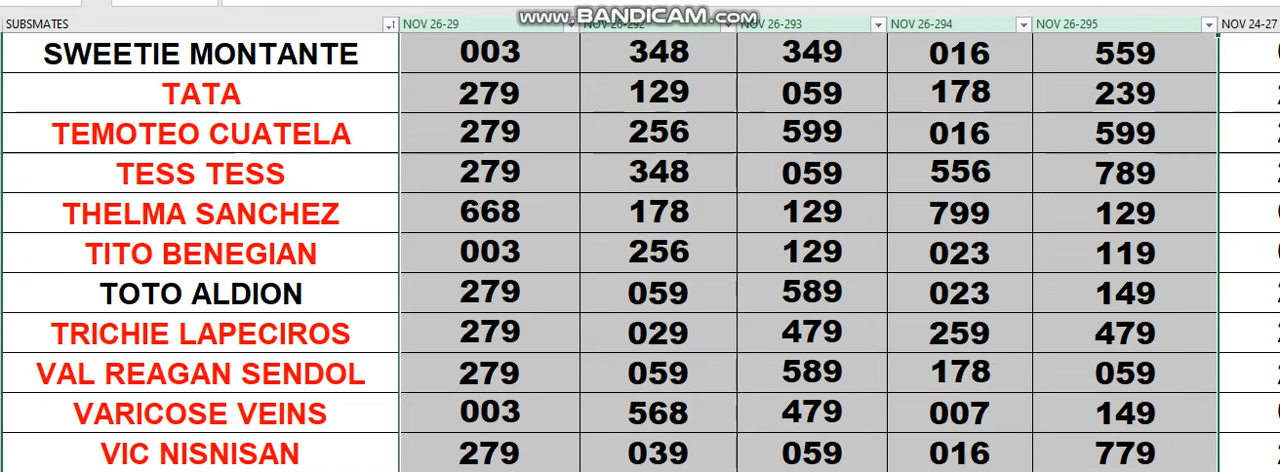 www.BANDICAM.com
SUBSMATES NOV 26-29 NOV 26-292 NOV 26-293 NOV 26-294 NOV 26-295 NOV 24-27
SWEETIE MONTANTE 003 348 349 016 559
TATA 279 129 059 178 239
TEMOTEO CUATELA 279 256 599 016 599
TESS TESS 279 348 059 556 789
THELMA SANCHEZ 668 178 129 799 129
TITO BENEGIAN 003 256 129 023 119
TOTO ALDION 279 059 589 023 149
TRICHIE LAPECIROS 279 029 479 259 479
VAL REAGAN SENDOL 279 059 589 178 059
VARICOSE VEINS 003 568 479 007 149
VIC NISNISAN 279 039 059 016 779